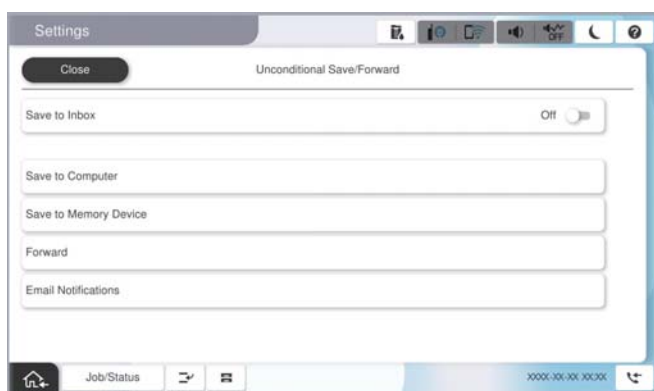 Settings
OFF
Close
Unconditional Save/Forward
Save to Inbox
Off
Save to Computer
Save to Memory Device
Forward
Email Notifications
Job/Status
XXXX-XX-XX XX:XX